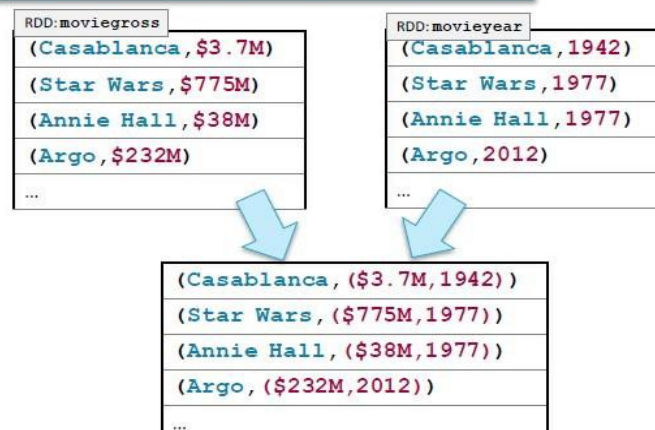 RDD:moviegross
(Casablanca,$3.7M)
(Star Wars,$775M)
(Annie Hall,$38M)
(Argo,$232M)
...
RDD:movieyear
(Casablanca,1942)
(Star Wars,1977)
(Annie Hall,1977)
(Argo,2012)
...
(Casablanca,($3.7M,1942))
(Star Wars,($775M,1977))
(Annie Hall,($38M,1977))
(Argo,($232M,2012))
...